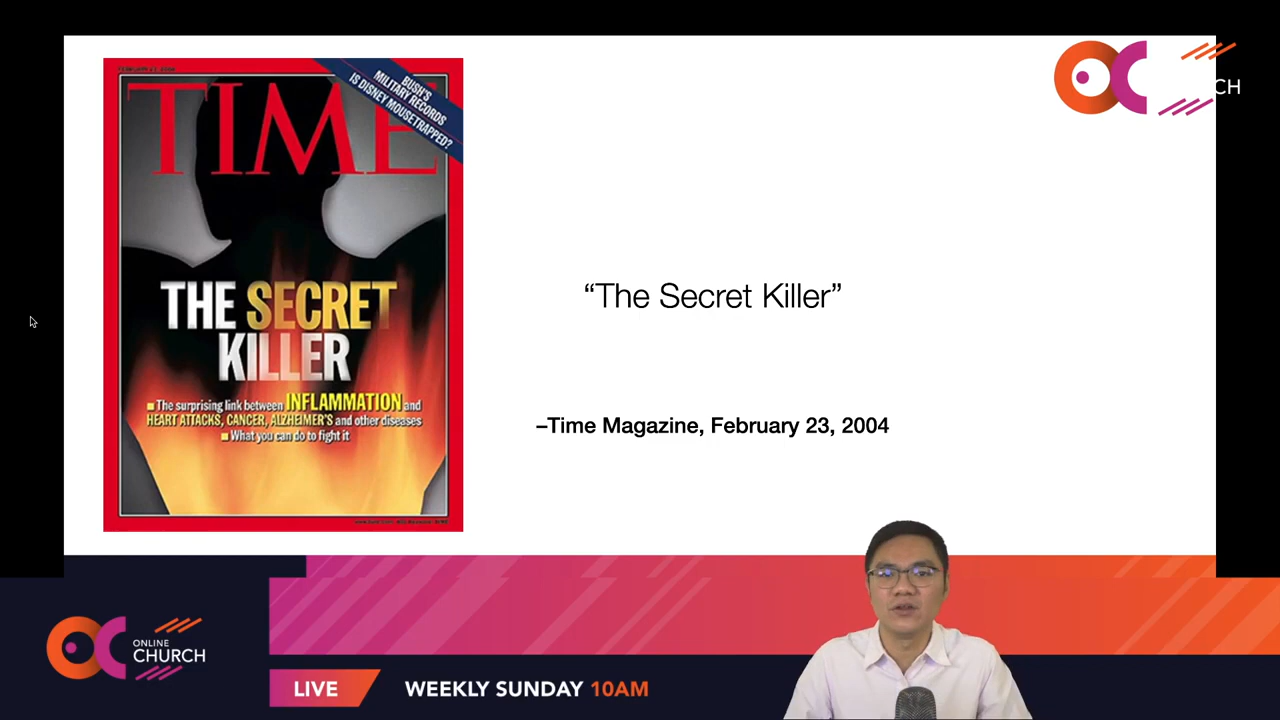 TIME
BUSH'S
MILITARY RECORDS
IS DISNEY MOUSETRAPPED?
THE SECRET
KILLER
The surprising link between INFLAMMATION and
HEART ATTACKS, CANCER, ALZHEIMER'S and other diseases
What you can do to fight it
“The Secret Killer”
–Time Magazine, February 23, 2004
OC
CH
OC
ONLINE
CHURCH
LIVE
WEEKLY SUNDAY 10AM